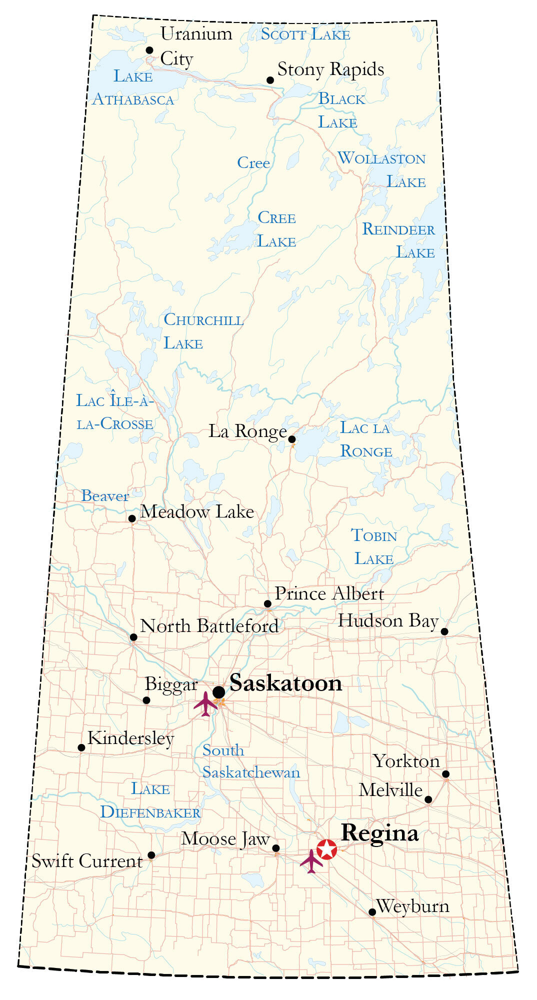 Uranium
City
SCOTT LAKE
Stony Rapids
LAKE
ATHABASCA
BLACK
LAKE
Cree
WOLLASTON
LAKE
CREE
LAKE
REINDEER
LAKE
CHURCHILL
LAKE
LAC ÎLE-À-
LA-CROSSE
La Ronge
LAC LA
RONGE
Beaver
Meadow Lake
TOBIN
LAKE
Prince Albert
North Battleford
Hudson Bay
Biggar
Saskatoon
Kindersley
South
Saskatchewan
Yorkton
LAKE
DIEFENBAKER
Melville
Regina
Moose Jaw
Swift Current
Weyburn